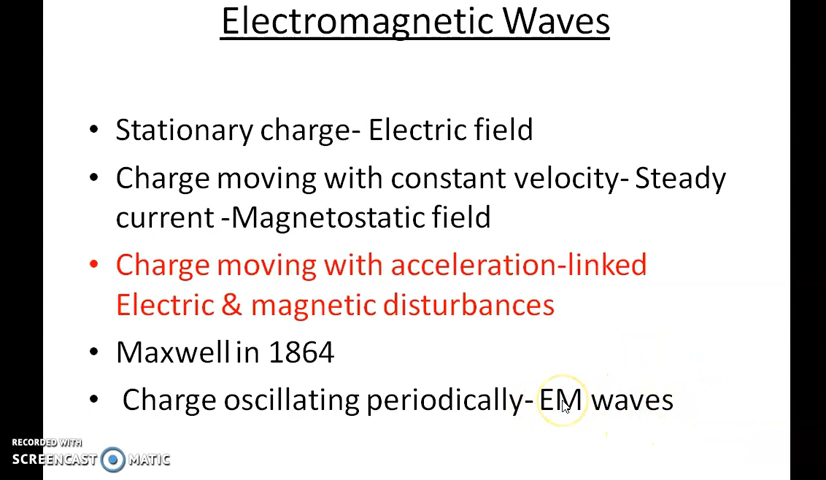 Electromagnetic Waves
• Stationary charge- Electric field
• Charge moving with constant velocity- Steady
current -Magnetostatic field
• Charge moving with acceleration-linked
Electric & magnetic disturbances
• Maxwell in 1864
• Charge oscillating periodically- EM waves
RECORDED WITH
SCREENCAST MATIC